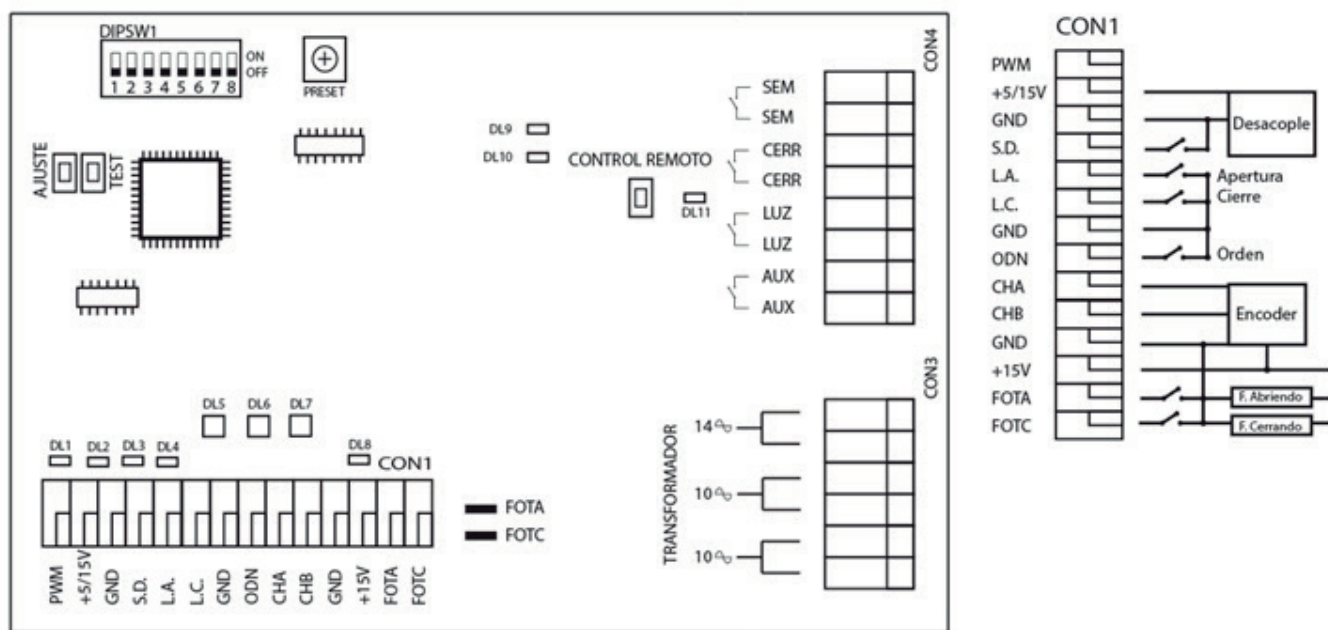 DIPSW1
ON
OFF
1 2 3 4 5 6 7 8
PRESET
AJUSTE
TEST
DL9
DL10
CONTROL REMOTO
DL11
CON4
SEM
SEM
CERR
CERR
LUZ
LUZ
AUX
AUX
CON3
TRANSFORMADOR
14
10
10
DL5
DL6
DL7
DL1
DL2
DL3
DL4
DL8
CON1
PWM
+5/15V
GND
S.D.
L.A.
L.C.
GND
ODN
CHA
CHB
GND
+15V
FOTA
FOTC
FOTA
FOTC
CON1
PWM
+5/15V
GND
S.D.
L.A.
L.C.
GND
ODN
CHA
CHB
GND
+15V
FOTA
FOTC
Desacople
Apertura
Cierre
Orden
Encoder
F. Abriendo
F. Cerrando